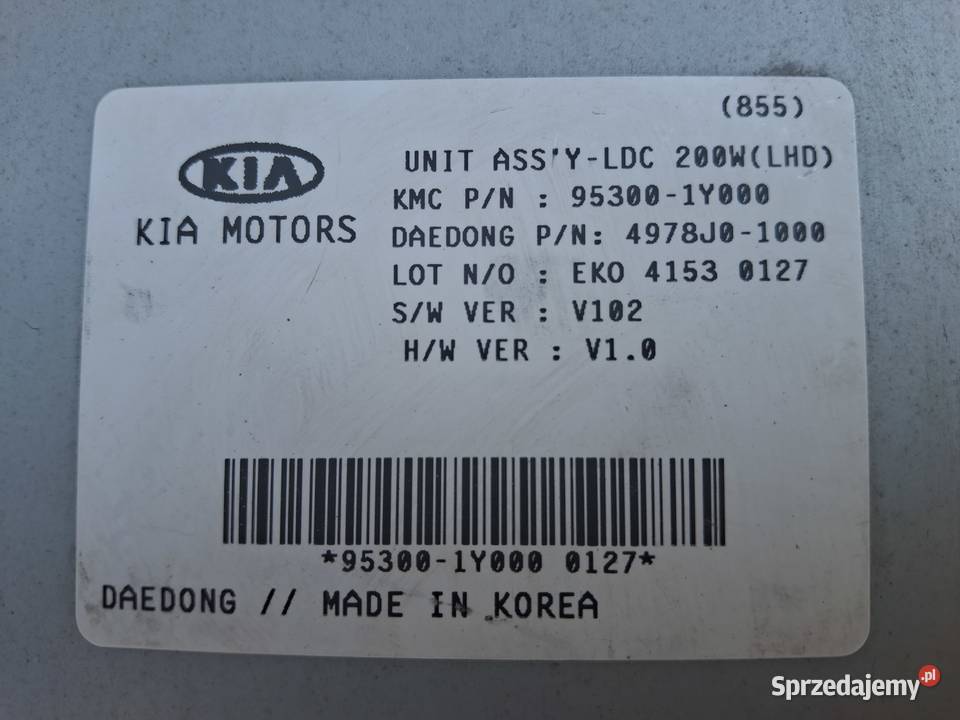 (855)
KIA
KIA MOTORS
UNIT ASS'Y-LDC 200W(LHD)
KMC P/N : 95300-1Y000
DAEDONG P/N: 4978J0-1000
LOT N/O : EKO 4153 0127
S/W VER : V102
H/W VER : V1.0
*95300-1Y000 0127*
DAEDONG // MADE IN KOREA
Sprzedajemy.pl